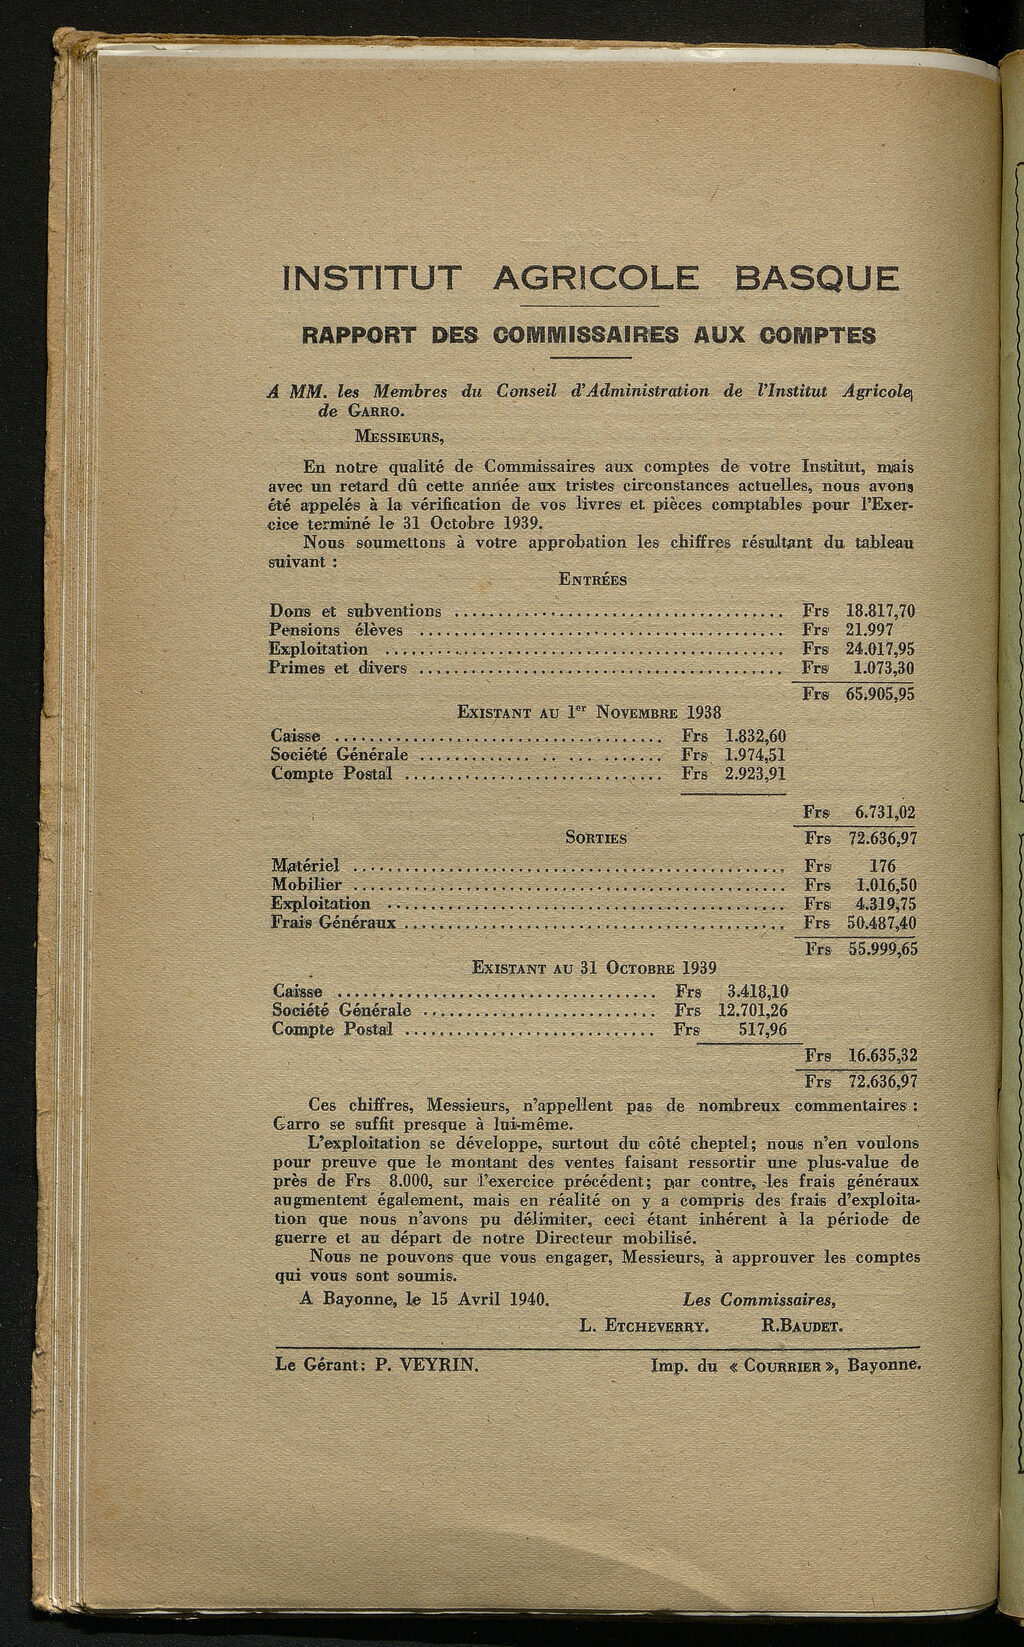 INSTITUT AGRICOLE BASQUE
RAPPORT DES COMMISSAIRES AUX COMPTES
A MM. les Membres du Conseil d'Administration de l'Institut Agricole
de GARRO.
MESSIEURS,
En notre qualité de Commissaires aux comptes de votre Institut, mais
avec un retard dû cette année aux tristes circonstances actuelles, nous avons
été appelés à la vérification de vos livres et pièces comptables pour l'Exer-
cice terminé le 31 Octobre 1939.
Nous soumettons à votre approbation les chiffres résultant du tableau
suivant :
ENTRÉES
Dons et subventions ........ Frs 18.817,70
Pensions élèves ........ Frs 21.997
Exploitation ........ Frs 24.017,95
Primes et divers ........ Frs 1.073,30
Frs 65.905,95
EXISTANT AU 1er NOVEMBRE 1938
Caisse ........ Frs 1.832,60
Société Générale ........ Frs 1.974,51
Compte Postal ........ Frs 2.923,91
Frs 6.731,02
SORTIES Frs 72.636,97
Matériel ........ Frs 176
Mobilier ........ Frs 1.016,50
Exploitation ........ Frs 4.319,75
Frais Généraux ........ Frs 50.487,40
Frs 55.999,65
EXISTANT AU 31 OCTOBRE 1939
Caisse ........ Frs 3.418,10
Société Générale ........ Frs 12.701,26
Compte Postal ........ Frs 517,96
Frs 16.635,32
Frs 72.636,97
Ces chiffres, Messieurs, n'appellent pas de nombreux commentaires :
Garro se suffit presque à lui-même.
L'exploitation se développe, surtout du côté cheptel; nous n'en voulons
pour preuve que le montant des ventes faisant ressortir une plus-value de
près de Frs 8.000, sur l'exercice précédent; par contre, les frais généraux
augmentent également, mais en réalité on y a compris des frais d'exploita-
tion que nous n'avons pu délimiter, ceci étant inhérent à la période de
guerre et au départ de notre Directeur mobilisé.
Nous ne pouvons que vous engager, Messieurs, à approuver les comptes
qui vous sont soumis.
A Bayonne, le 15 Avril 1940. Les Commissaires,
L. ETCHEVERRY. R.BAUDET.
Le Gérant: P. VEYRIN. Imp. du « COURRIER », Bayonne.